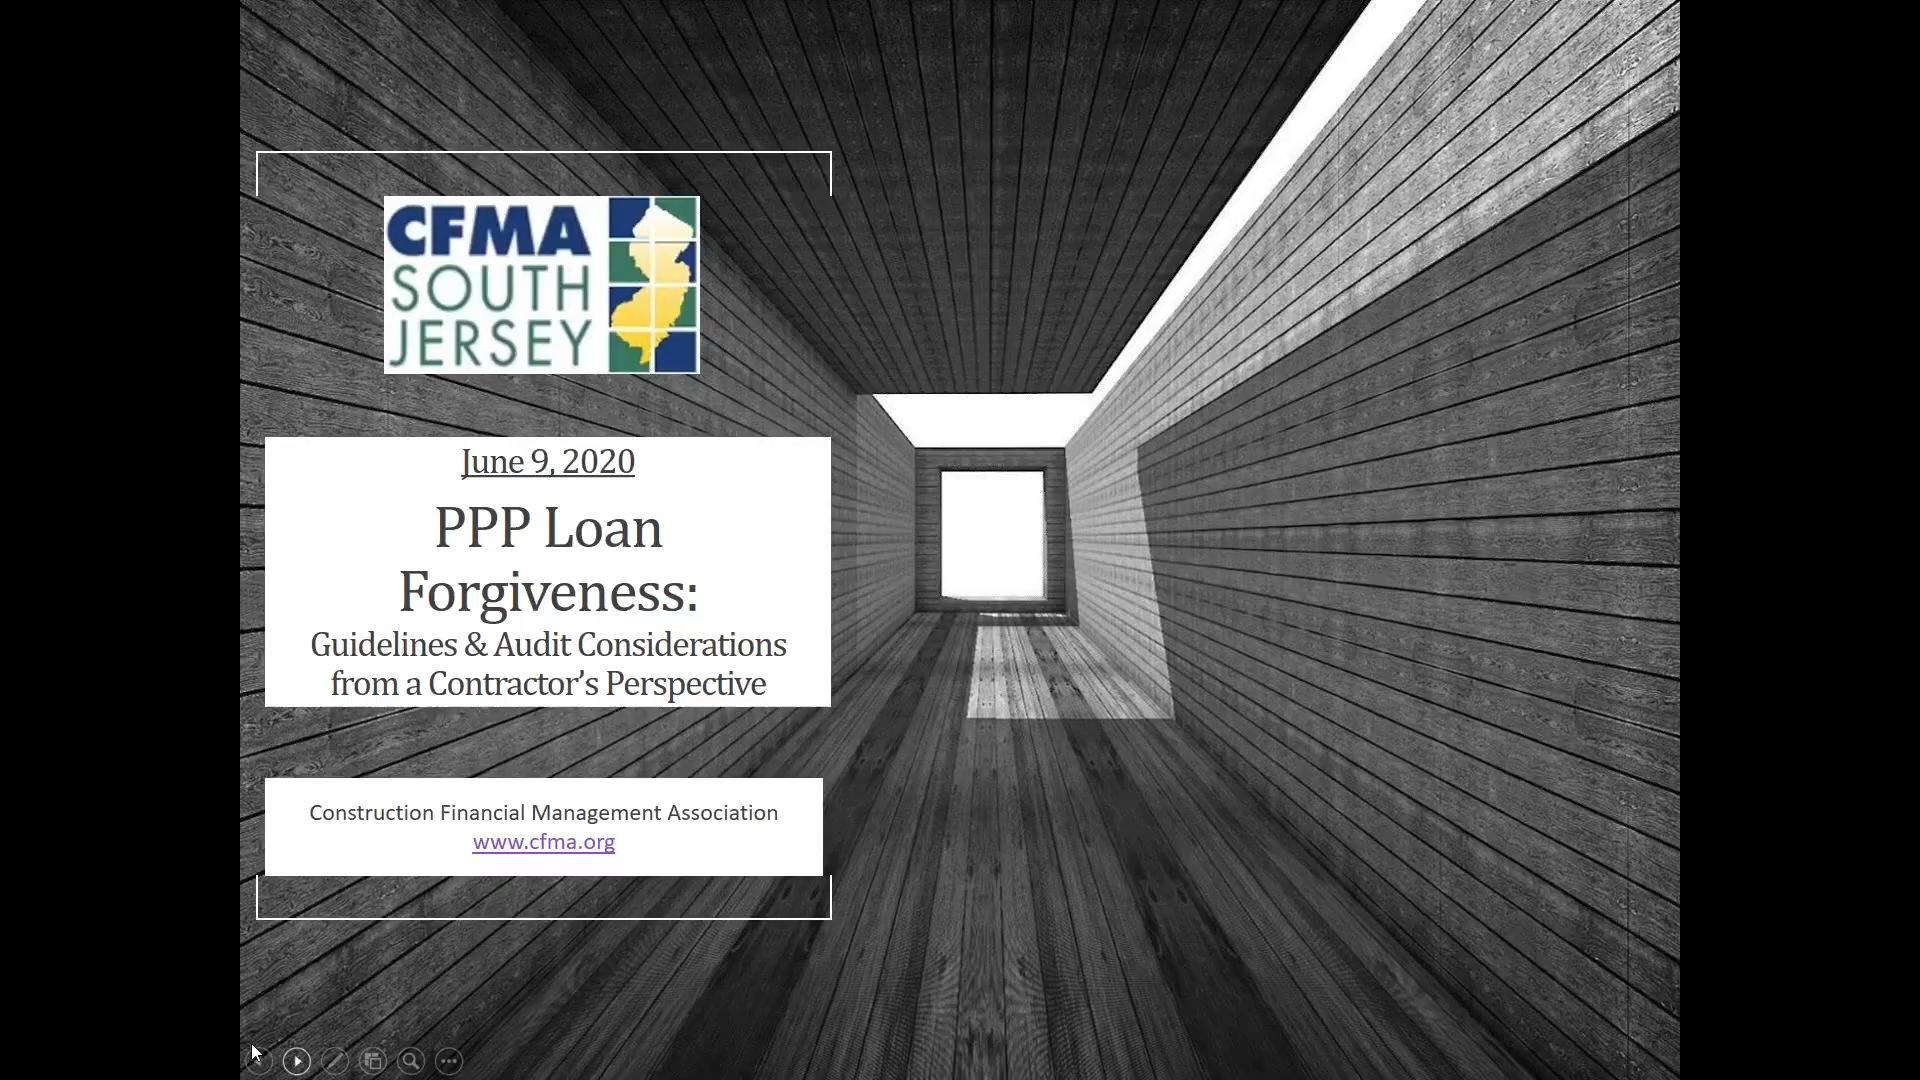 CFMA
SOUTH
JERSEY
June 9, 2020
PPP Loan
Forgiveness:
Guidelines & Audit Considerations
from a Contractor’s Perspective
Construction Financial Management Association
www.cfma.org